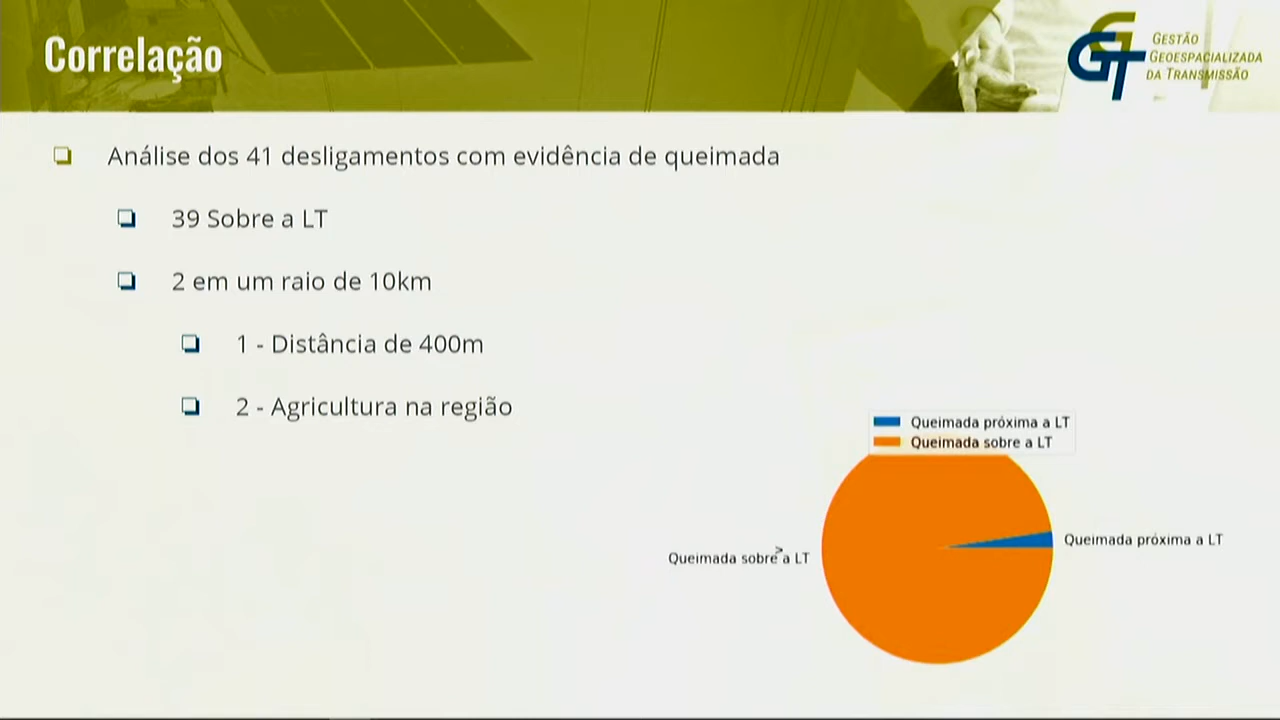 Correlação
GESTÃO
GEOESPACIALIZADA
DA TRANSMISSÃO
Análise dos 41 desligamentos com evidência de queimada
39 Sobre a LT
2 em um raio de 10km
1 - Distância de 400m
2 - Agricultura na região
Queimada próxima a LT
Queimada sobre a LT
Queimada próxima a LT
Queimada sobre a LT